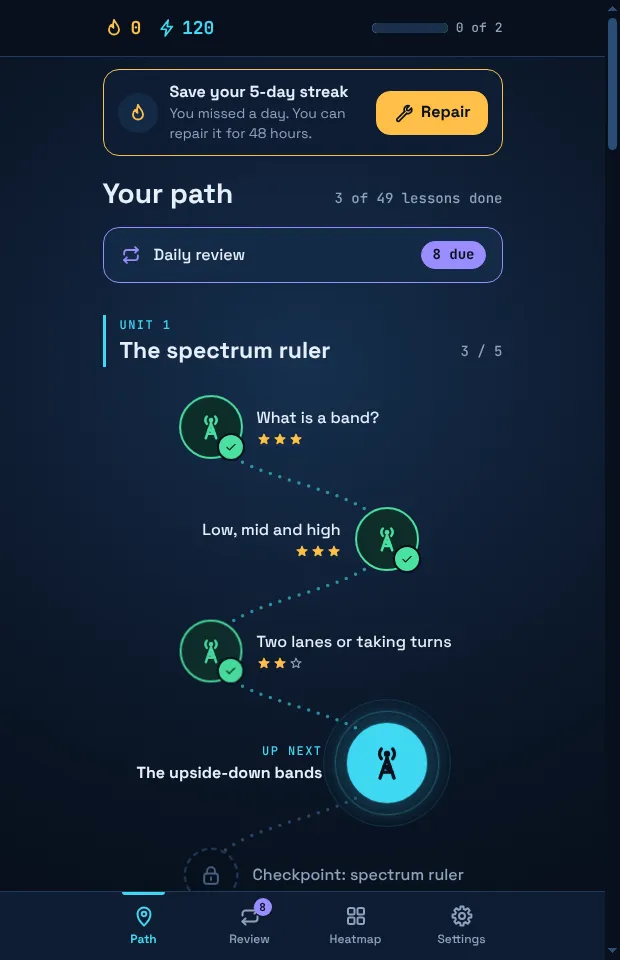 0 120 0 of 2
Save your 5-day streak
You missed a day. You can
repair it for 48 hours.
Repair
Your path 3 of 49 lessons done
Daily review 8 due
UNIT 1
The spectrum ruler 3 / 5
What is a band?
Low, mid and high
Two lanes or taking turns
UP NEXT
The upside-down bands
Checkpoint: spectrum ruler
8
Path Review Heatmap Settings